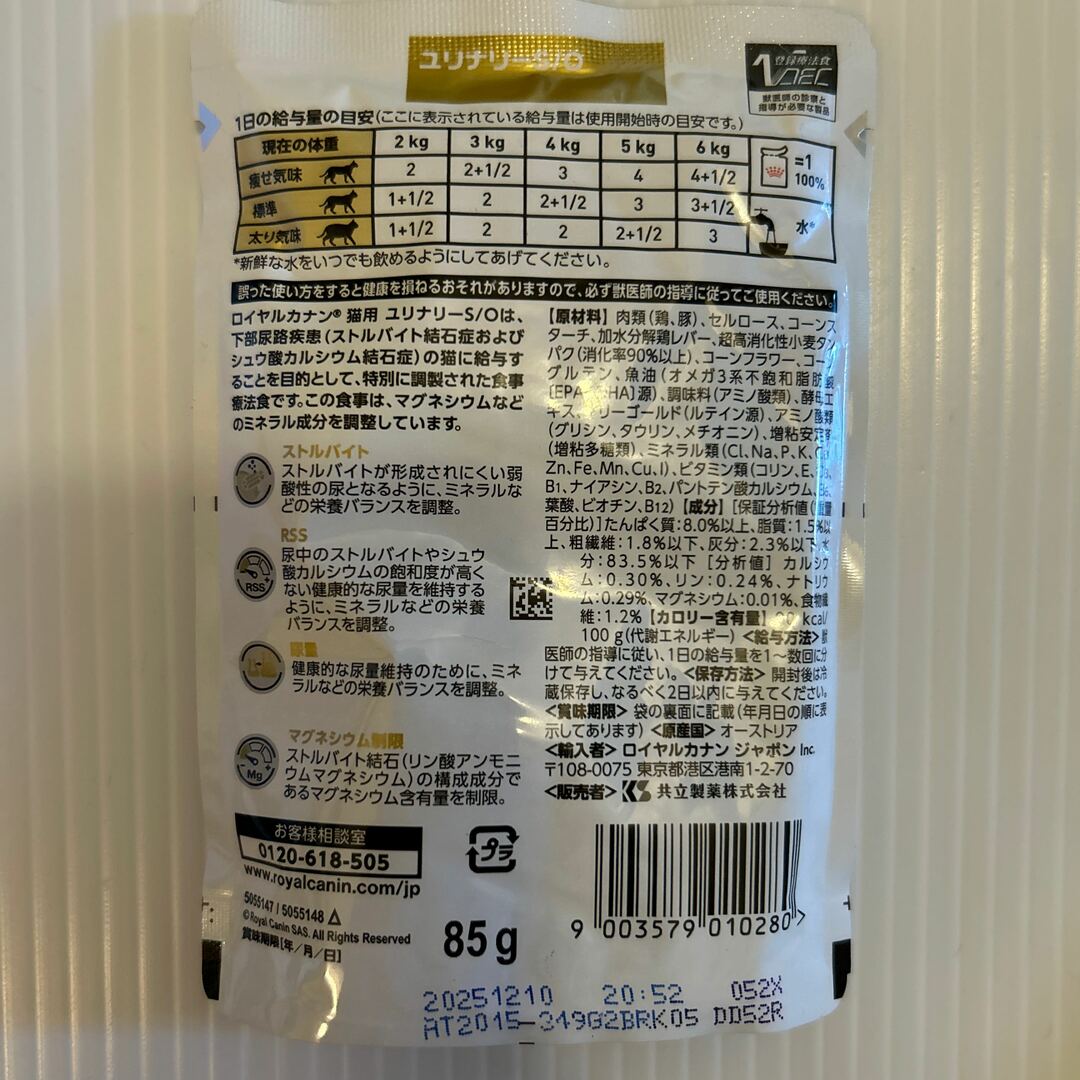 ユリナリーS/O
登録療法食
VDEC
獣医師の診察と
指導が必要な製品
1日の給与量の目安(ここに表示されている給与量は使用開始時の目安です。)
現在の体重 2 kg 3 kg 4 kg 5 kg 6 kg
痩せ気味 2 2+1/2 3 4 4+1/2
=1
100%
標準 1+1/2 2 2+1/2 3 3+1/2
太り気味 1+1/2 2 2 2+1/2 3
水*
*新鮮な水をいつでも飲めるようにしてあげてください。
誤った使い方をすると健康を損ねるおそれがありますので、必ず獣医師の指導に従ってご使用ください。
ロイヤルカナン® 猫用 ユリナリーS/Oは、
下部尿路疾患(ストルバイト結石症および
シュウ酸カルシウム結石症)の猫に給与す
ることを目的として、特別に調製された食事
療法食です。この食事は、マグネシウムなど
のミネラル成分を調整しています。
ストルバイト
ストルバイトが形成されにくい弱
酸性の尿となるように、ミネラルな
どの栄養バランスを調整。
RSS
RSS
尿中のストルバイトやシュウ
酸カルシウムの飽和度が高く
ない健康的な尿量を維持する
ように、ミネラルなどの栄養
バランスを調整。
尿量
健康的な尿量維持のために、ミネ
ラルなどの栄養バランスを調整。
マグネシウム制限
Mg
ストルバイト結石(リン酸アンモニ
ウムマグネシウム)の構成成分で
あるマグネシウム含有量を制限。
【原材料】肉類(鶏、豚)、セルロース、コーンス
ターチ、加水分解鶏レバー、超高消化性小麦タン
パク(消化率90%以上)、コーンフラワー、コーン
グルテン、魚油(オメガ3系不飽和脂肪酸
[EPA HA]源)、調味料(アミノ酸類)、酵母エ
キス、リーゴールド(ルテイン源)、アミノ酸類
(グリシン、タウリン、メチオニン)、増粘安定剤
(増粘多糖類)、ミネラル類(Cl、Na、P、K、
Zn、Fe、Mn、Cu、I)、ビタミン類(コリン、E、
B1、ナイアシン、B2、パントテン酸カルシウム、
葉酸、ビオチン、B12)【成分】[保証分析値(重量
百分比)]たんぱく質:8.0%以上、脂質:1.5%以
上、粗繊維:1.8%以下、灰分:2.3%以下、水
分:83.5%以下 [分析値] カルシウ
ム:0.30%、リン:0.24%、ナトリウ
ム:0.29%、マグネシウム:0.01%、食物繊
維:1.2%【カロリー含有量】 kcal/
100 g(代謝エネルギー)<給与方法>獣
医師の指導に従い、1日の給与量を1~数回に分
けて与えてください。<保存方法> 開封後は冷
蔵保存し、なるべく2日以内に与えてください。
<賞味期限> 袋の裏面に記載(年月日の順に表
示してあります)<原産国>オーストリア
<輸入者> ロイヤルカナン ジャポン Inc.
〒108-0075 東京都港区港南1-2-70
<販売者> KS 共立製薬株式会社
お客様相談室
0120-618-505
www.royalcanin.com/jp
5055147 / 5055148 △
©Royal Canin SAS. All Rights Reserved
賞味期限[年/月/日]
プラ
85 g
9 003579 010280 >
20251210 20:52 052X
AT2015-349G2BRK05 DD52R